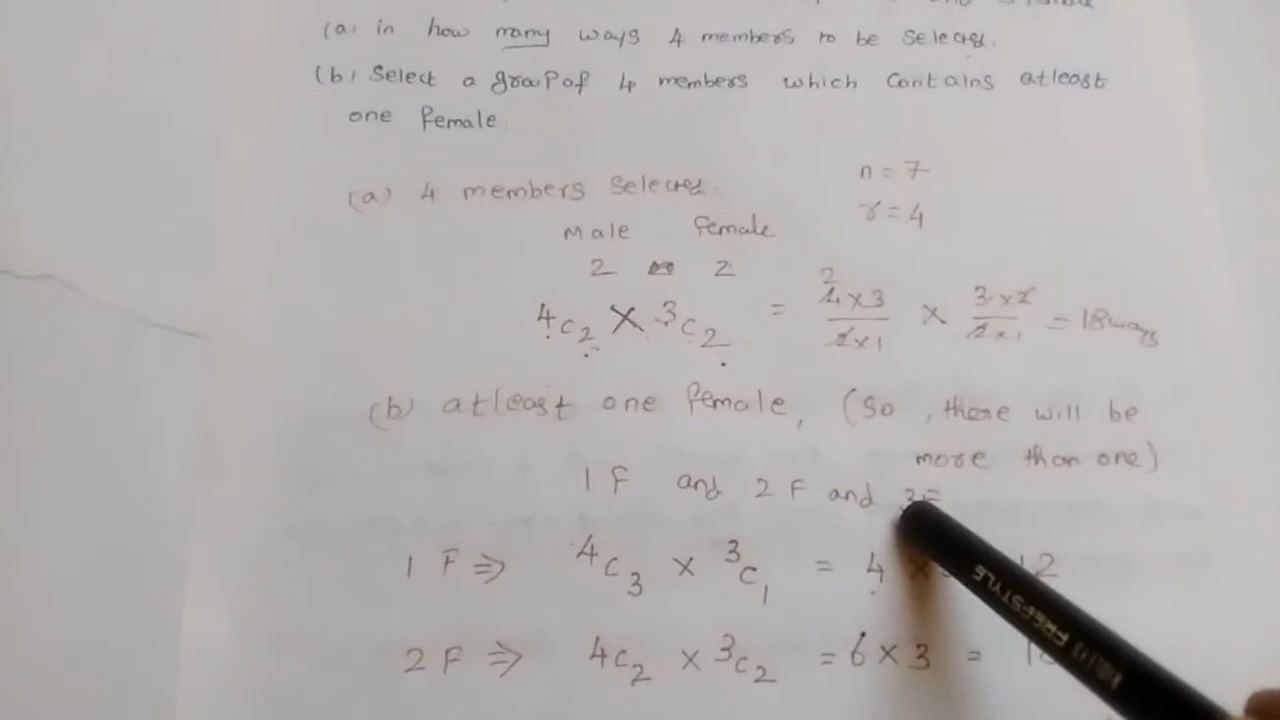 (a) in how many ways 4 members to be selected.
(b) Select a group of 4 members which contains atleast
one female
(a) 4 members selected.
n = 7
r = 4
Male female
2 2
4c2 X 3c2 = 4x3/2x1 X 3x2/2x1 = 18 ways
(b) atleast one female, (So, there will be
more than one)
1 F and 2 F and 3F
1 F ⇒ 4c3 x 3c1 = 4 x 12
2 F ⇒ 4c2 x 3c2 = 6 x 3 =
FREESTYLE